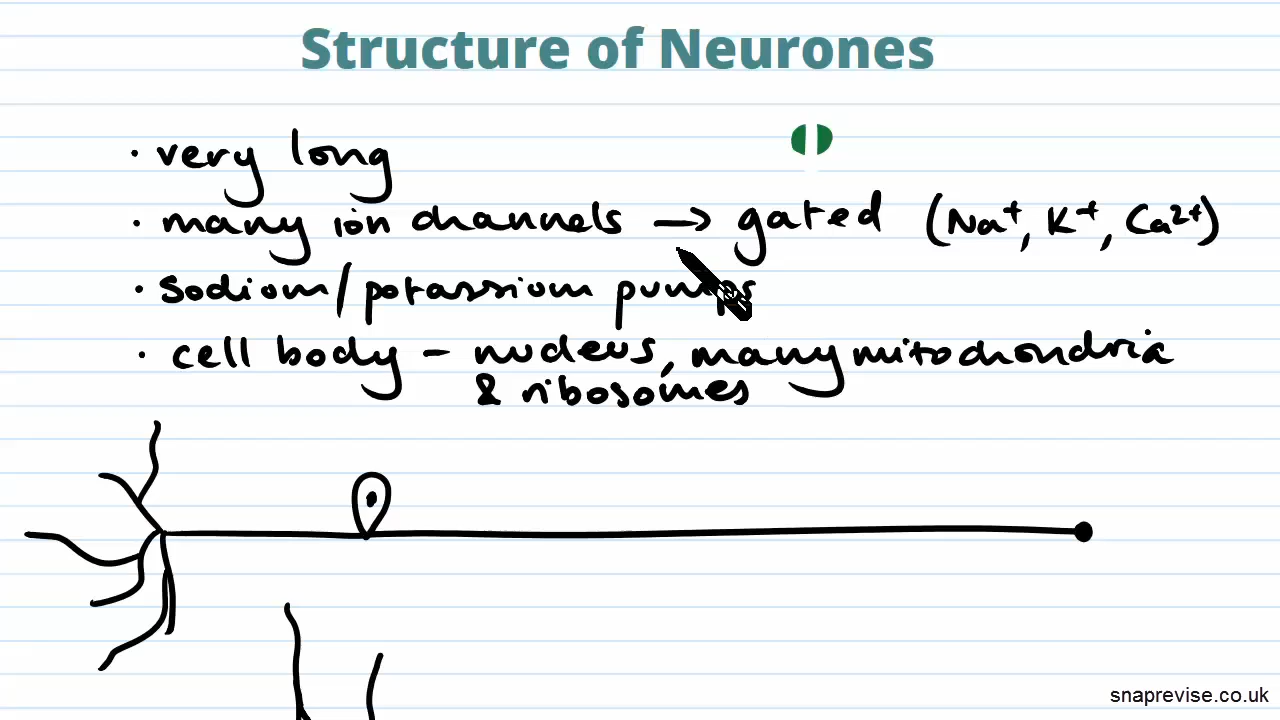 Structure of Neurones
· very long
· many ion channels → gated (Na⁺, K⁺, Ca²⁺)
· sodium/potassium pumps
· cell body – nucleus, many mitochondria
& ribosomes
snaprevise.co.uk